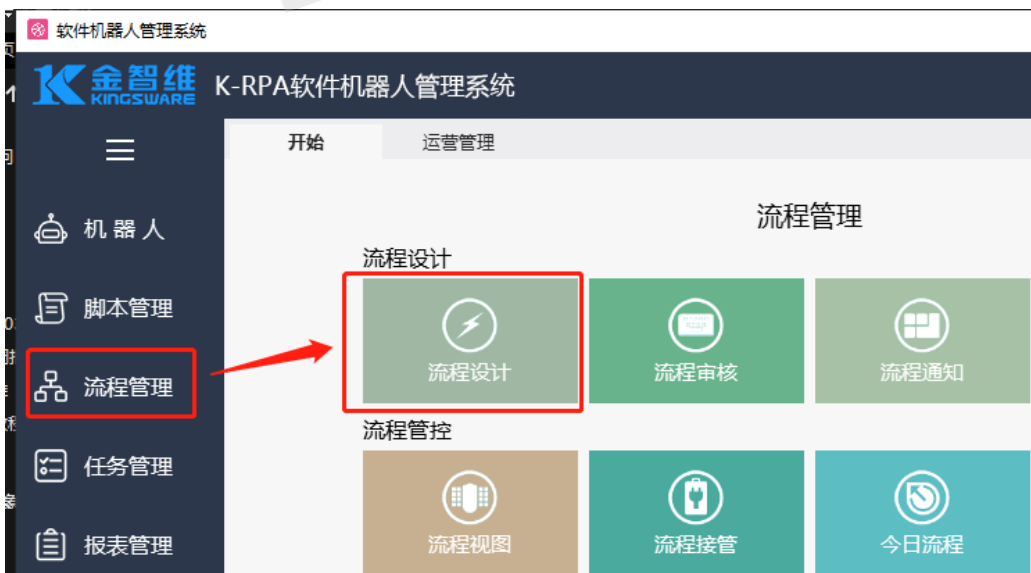 软件机器人管理系统
金智维
KINGSWARE
K-RPA软件机器人管理系统
开始
运营管理
机器人
脚本管理
流程管理
任务管理
报表管理
流程管理
流程设计
流程设计
流程审核
流程通知
流程管控
流程视图
流程接管
今日流程